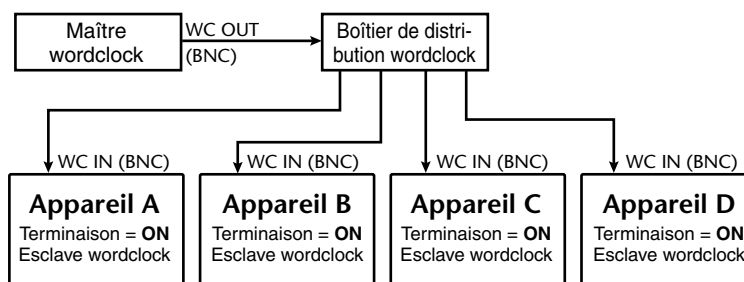 Maître
wordclock
WC OUT
(BNC)
Boîtier de distri-
bution wordclock
WC IN (BNC)
WC IN (BNC)
WC IN (BNC)
WC IN (BNC)
Appareil A
Terminaison = ON
Esclave wordclock
Appareil B
Terminaison = ON
Esclave wordclock
Appareil C
Terminaison = ON
Esclave wordclock
Appareil D
Terminaison = ON
Esclave wordclock